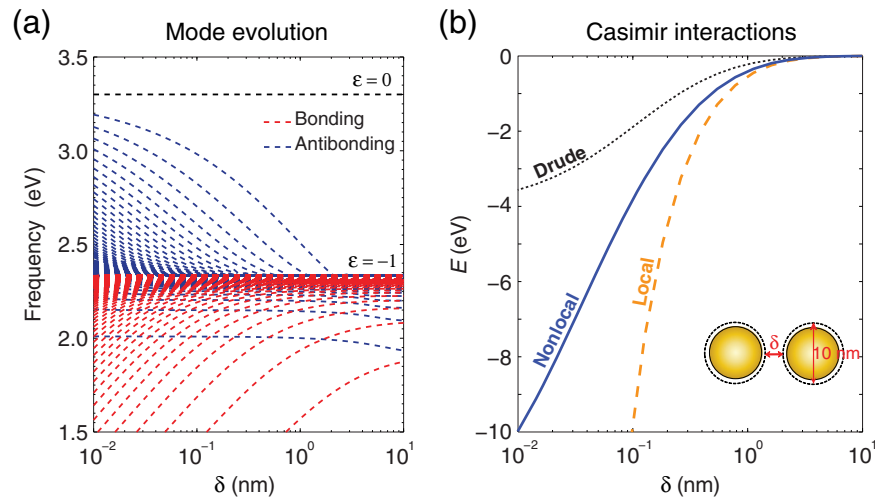 (a) Mode evolution
3.5
3.0
2.5
2.0
1.5
Frequency (eV)
ε = 0
Bonding
Antibonding
ε = −1
10⁻² 10⁻¹ 10⁰ 10¹
δ (nm)
(b) Casimir interactions
0
−2
−4
−6
−8
−10
E (eV)
Drude
Nonlocal
Local
δ
10 nm
10⁻² 10⁻¹ 10⁰ 10¹
δ (nm)